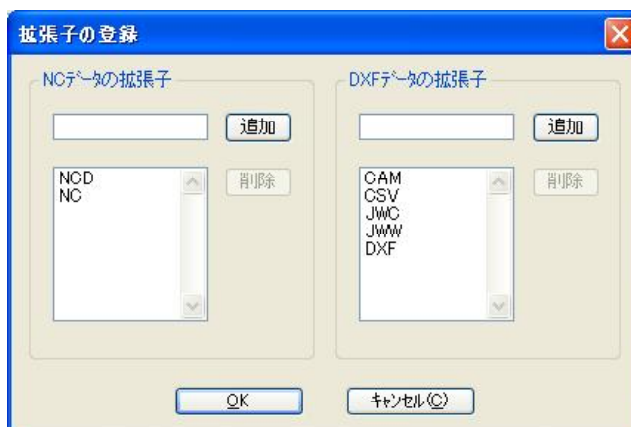 拡張子の登録
NCﾃﾞｰﾀの拡張子
追加
NCD
NC
削除
DXFﾃﾞｰﾀの拡張子
追加
CAM
CSV
JWC
JWW
DXF
削除
OK
ｷｬﾝｾﾙ(C)